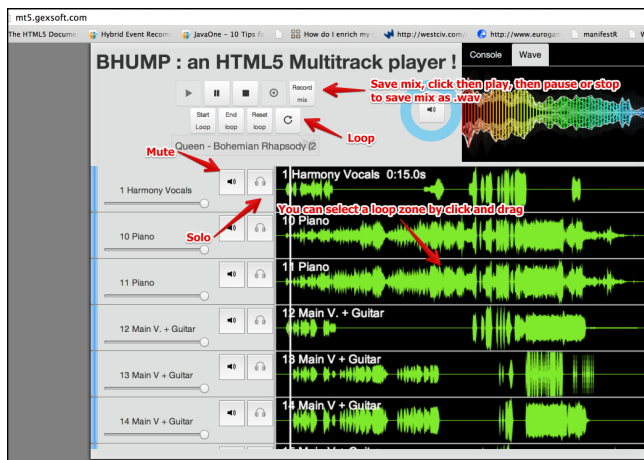 mt5.gexsoft.com
The HTML5 Docume
Hybrid Event Recom
JavaOne – 10 Tips fo
How do I enrich my
http://westciv.com/
http://www.eurogam
manifestR
W
BHUMP : an HTML5 Multitrack player !
Console
Wave
Record
mix
Save mix, click then play, then pause or stop
to save mix as .wav
Start
Loop
End
loop
Reset
loop
C
Loop
Mute
Queen - Bohemian Rhapsody (2
1 Harmony Vocals
1 Harmony Vocals 0:15.0s
You can select a loop zone by click and drag
Solo
10 Piano
10 Piano
11 Piano
11 Piano
12 Main V. + Guitar
12 Main V. + Guitar
13 Main V + Guitar
13 Main V + Guitar
14 Main V + Guitar
14 Main V + Guitar